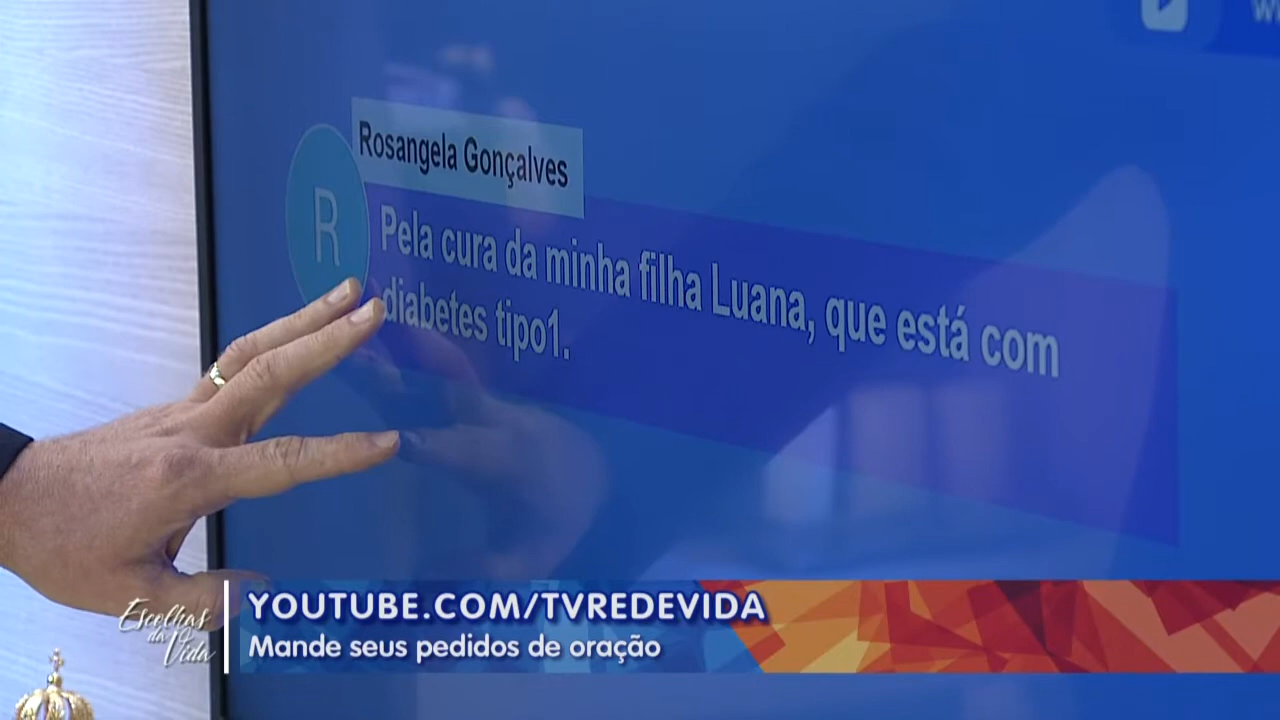 Rosangela Gonçalves
R
Pela cura da minha filha Luana, que está com
diabetes tipo1.
YOUTUBE.COM/TVREDEVIDA
Mande seus pedidos de oração
Escolhas
da
Vida